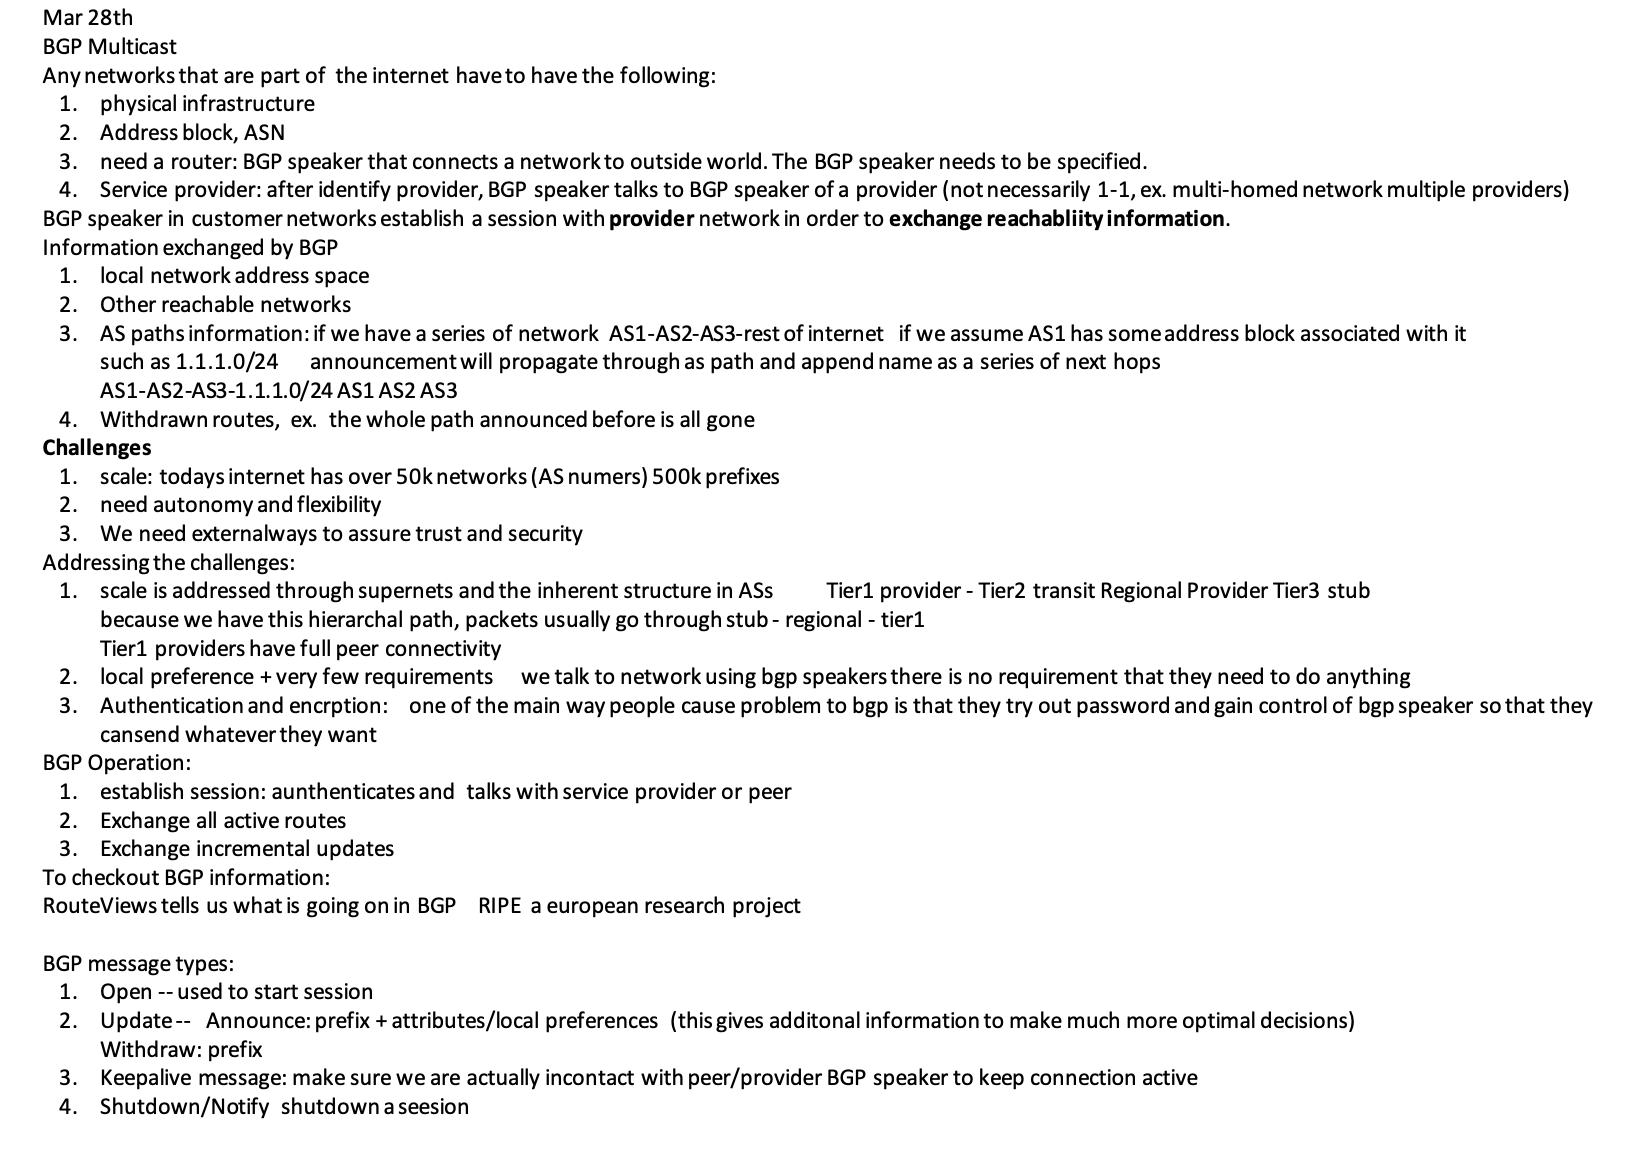 Mar 28th
BGP Multicast
Any networks that are part of  the internet have to have the following:
1. physical infrastructure
2. Address block, ASN
3. need a router: BGP speaker that connects a network to outside world. The BGP speaker needs to be specified.
4. Service provider: after identify provider, BGP speaker talks to BGP speaker of a provider (not necessarily 1-1, ex. multi-homed network multiple providers)
BGP speaker in customer networks establish a session with provider network in order to exchange reachabliity information.
Information exchanged by BGP
1. local network address space
2. Other reachable networks
3. AS paths information: if we have a series of network  AS1-AS2-AS3-rest of internet   if we assume AS1 has some address block associated with it
such as 1.1.1.0/24     announcement will propagate through as path and append name as a series of next hops
AS1-AS2-AS3-1.1.1.0/24 AS1 AS2 AS3
4. Withdrawn routes,  ex.  the whole path announced before is all gone
Challenges
1. scale: todays internet has over 50k networks (AS numers) 500k prefixes
2. need autonomy and flexibility
3. We need externalways to assure trust and security
Addressing the challenges:
1. scale is addressed through supernets and the inherent structure in ASs        Tier1 provider - Tier2 transit Regional Provider Tier3  stub
because we have this hierarchal path, packets usually go through stub - regional - tier1
Tier1 providers have full peer connectivity
2. local preference + very few requirements    we talk to network using bgp speakers there is no requirement that they need to do anything
3. Authentication and encrption:   one of the main way people cause problem to bgp is that they try out password and gain control of bgp speaker so that they
cansend whatever they want
BGP Operation:
1. establish session: aunthenticates and  talks with service provider or peer
2. Exchange all active routes
3. Exchange incremental updates
To checkout BGP information:
RouteViews tells us what is going on in BGP   RIPE  a european research project
BGP message types:
1. Open -- used to start session
2. Update --  Announce: prefix + attributes/local preferences  (this gives additonal information to make much more optimal decisions)
Withdraw: prefix
3. Keepalive message: make sure we are actually incontact with peer/provider BGP speaker to keep connection active
4. Shutdown/Notify  shutdown a seesion